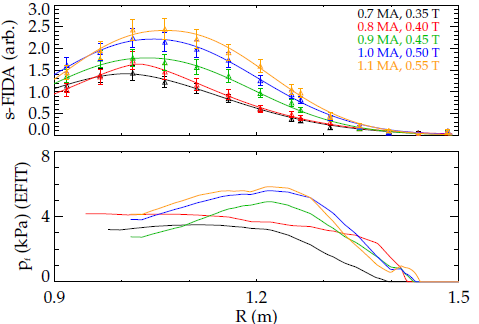 3.0
2.5
2.0
1.5
1.0
0.5
0.0
s-FIDA (arb.)
0.7 MA, 0.35 T
0.8 MA, 0.40 T
0.9 MA, 0.45 T
1.0 MA, 0.50 T
1.1 MA, 0.55 T
8
4
0
p_f (kPa) (EFIT)
0.9
1.2
1.5
R (m)